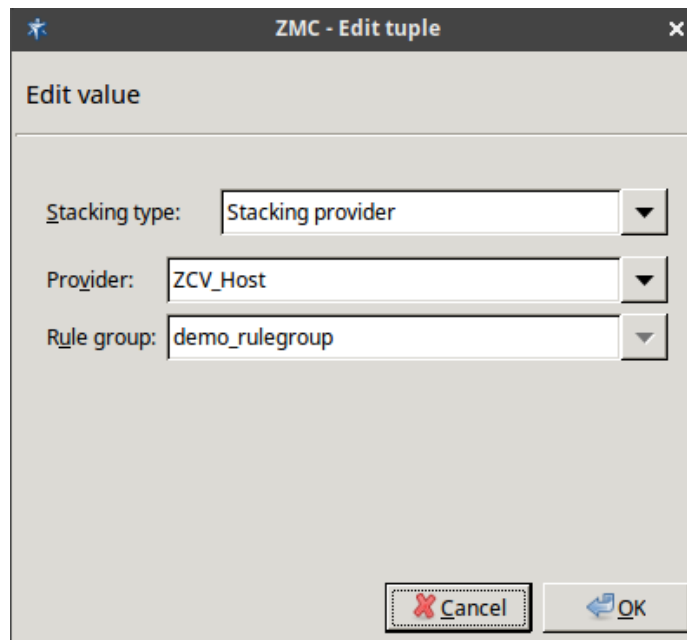 ZMC - Edit tuple
Edit value
Stacking type: Stacking provider
Provider: ZCV_Host
Rule group: demo_rulegroup
Cancel OK